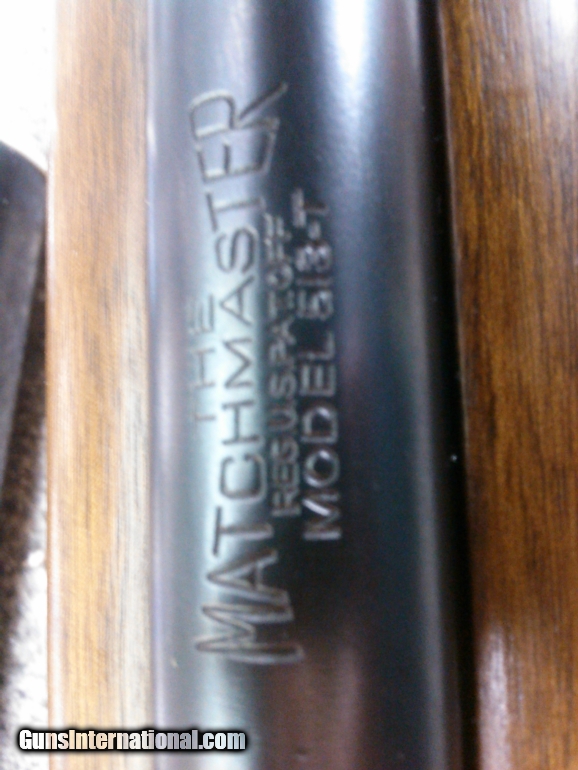 THE
MATCHMASTER
REG U.S. PAT. OFF
MODEL 513-T
GunsInternational.com